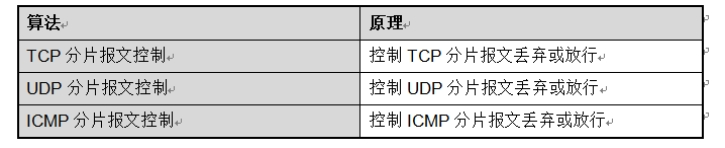 算法 原理
TCP 分片报文控制 控制 TCP 分片报文丢弃或放行
UDP 分片报文控制 控制 UDP 分片报文丢弃或放行
ICMP 分片报文控制 控制 ICMP 分片报文丢弃或放行